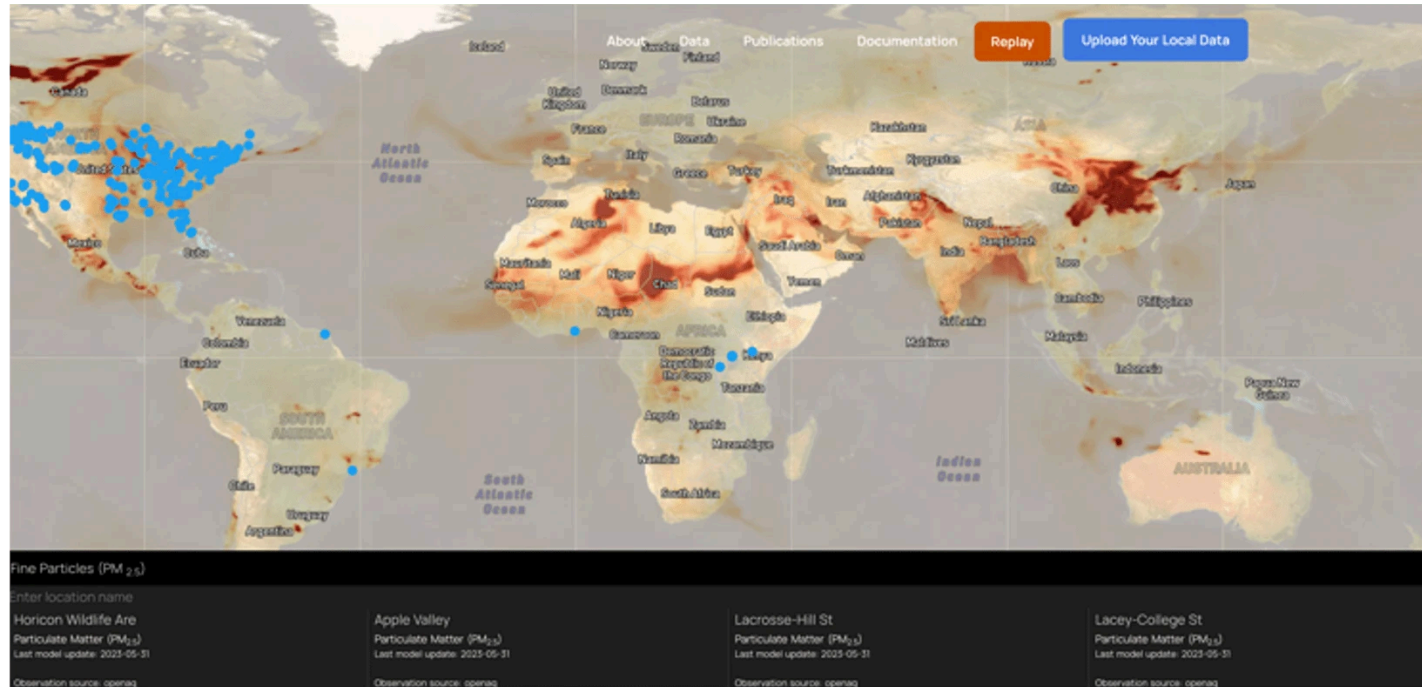 About Data Publications Documentation Replay Upload Your Local Data
Iceland
Sweden
Finland
Norway
Russia
Canada
United
Kingdom
Denmark
Belarus
Ukraine
EUROPE
France
Romania
Kazakhstan
ASIA
NORTH
North
Atlantic
Ocean
United States
Spain
Italy
Greece
Turkey
Turkmenistan
Kyrgyzstan
China
Japan
Morocco
Tunisia
Algeria
Libya
Egypt
Iraq
Iran
Afghanistan
Pakistan
Nepal
Bangladesh
India
Saudi Arabia
Oman
Laos
Mexico
Cuba
Mauritania
Mali
Niger
Chad
Sudan
Yemen
Senegal
Nigeria
Ethiopia
Cambodia
Philippines
Sri Lanka
Venezuela
Colombia
Cameroon
AFRICA
Maldives
Malaysia
Ecuador
Democratic
Republic of
the Congo
Kenya
Tanzania
Indonesia
Papua New
Guinea
Peru
SOUTH
AMERICA
Angola
Zambia
Mozambique
Paraguay
Namibia
Indian
Ocean
AUSTRALIA
Chile
South
Atlantic
Ocean
South Africa
Uruguay
Argentina
Fine Particles (PM 2.5)
Enter location name
Horicon Wildlife Are
Particulate Matter (PM2.5)
Last model update: 2023-05-31
Observation source: openaq
Apple Valley
Particulate Matter (PM2.5)
Last model update: 2023-05-31
Observation source: openaq
Lacrosse-Hill St
Particulate Matter (PM2.5)
Last model update: 2023-05-31
Observation source: openaq
Lacey-College St
Particulate Matter (PM2.5)
Last model update: 2023-05-31
Observation source: openaq